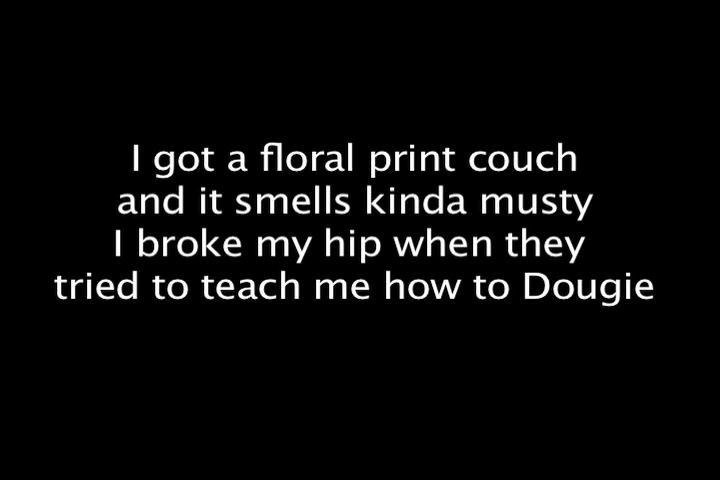 I got a floral print couch
and it smells kinda musty
I broke my hip when they
tried to teach me how to Dougie